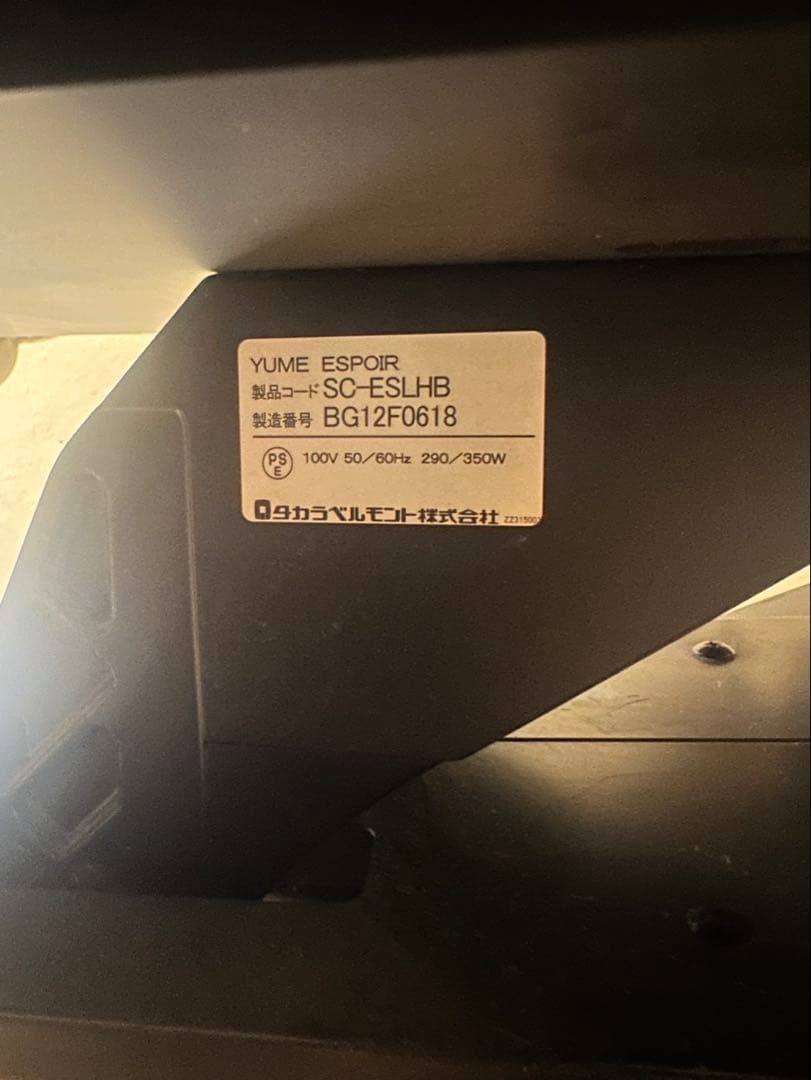 YUME ESPOIR
製品コード SC-ESLHB
製造番号 BG12F0618
PS
E
100V 50/60Hz 290/350W
タカラベルモント株式会社